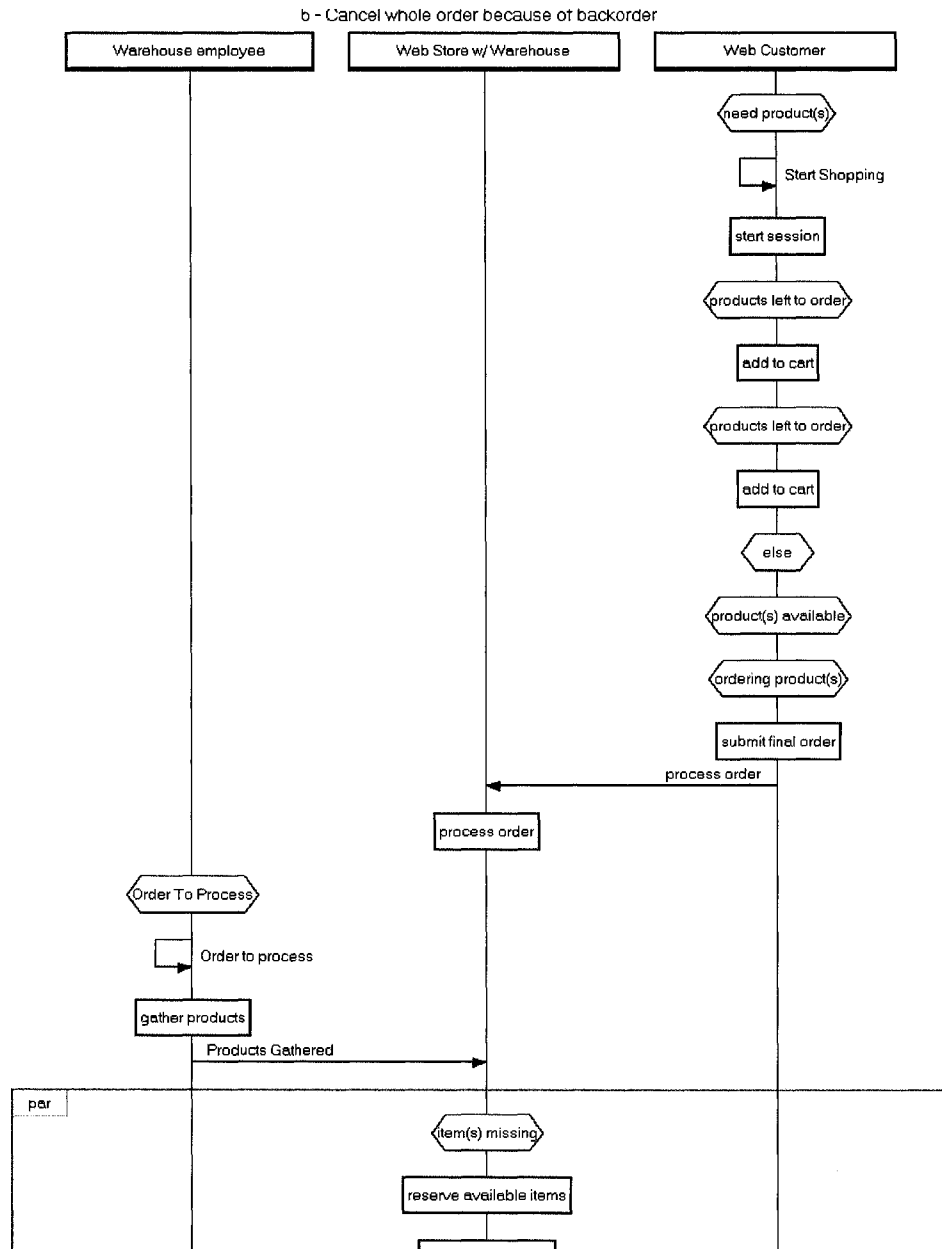 b - Cancel whole order because of backorder
Warehouse employee
Web Store w/ Warehouse
Web Customer
need product(s)
Start Shopping
start session
products left to order
add to cart
products left to order
add to cart
else
product(s) available
ordering product(s)
submit final order
process order
process order
Order To Process
Order to process
gather products
Products Gathered
par
item(s) missing
reserve available items